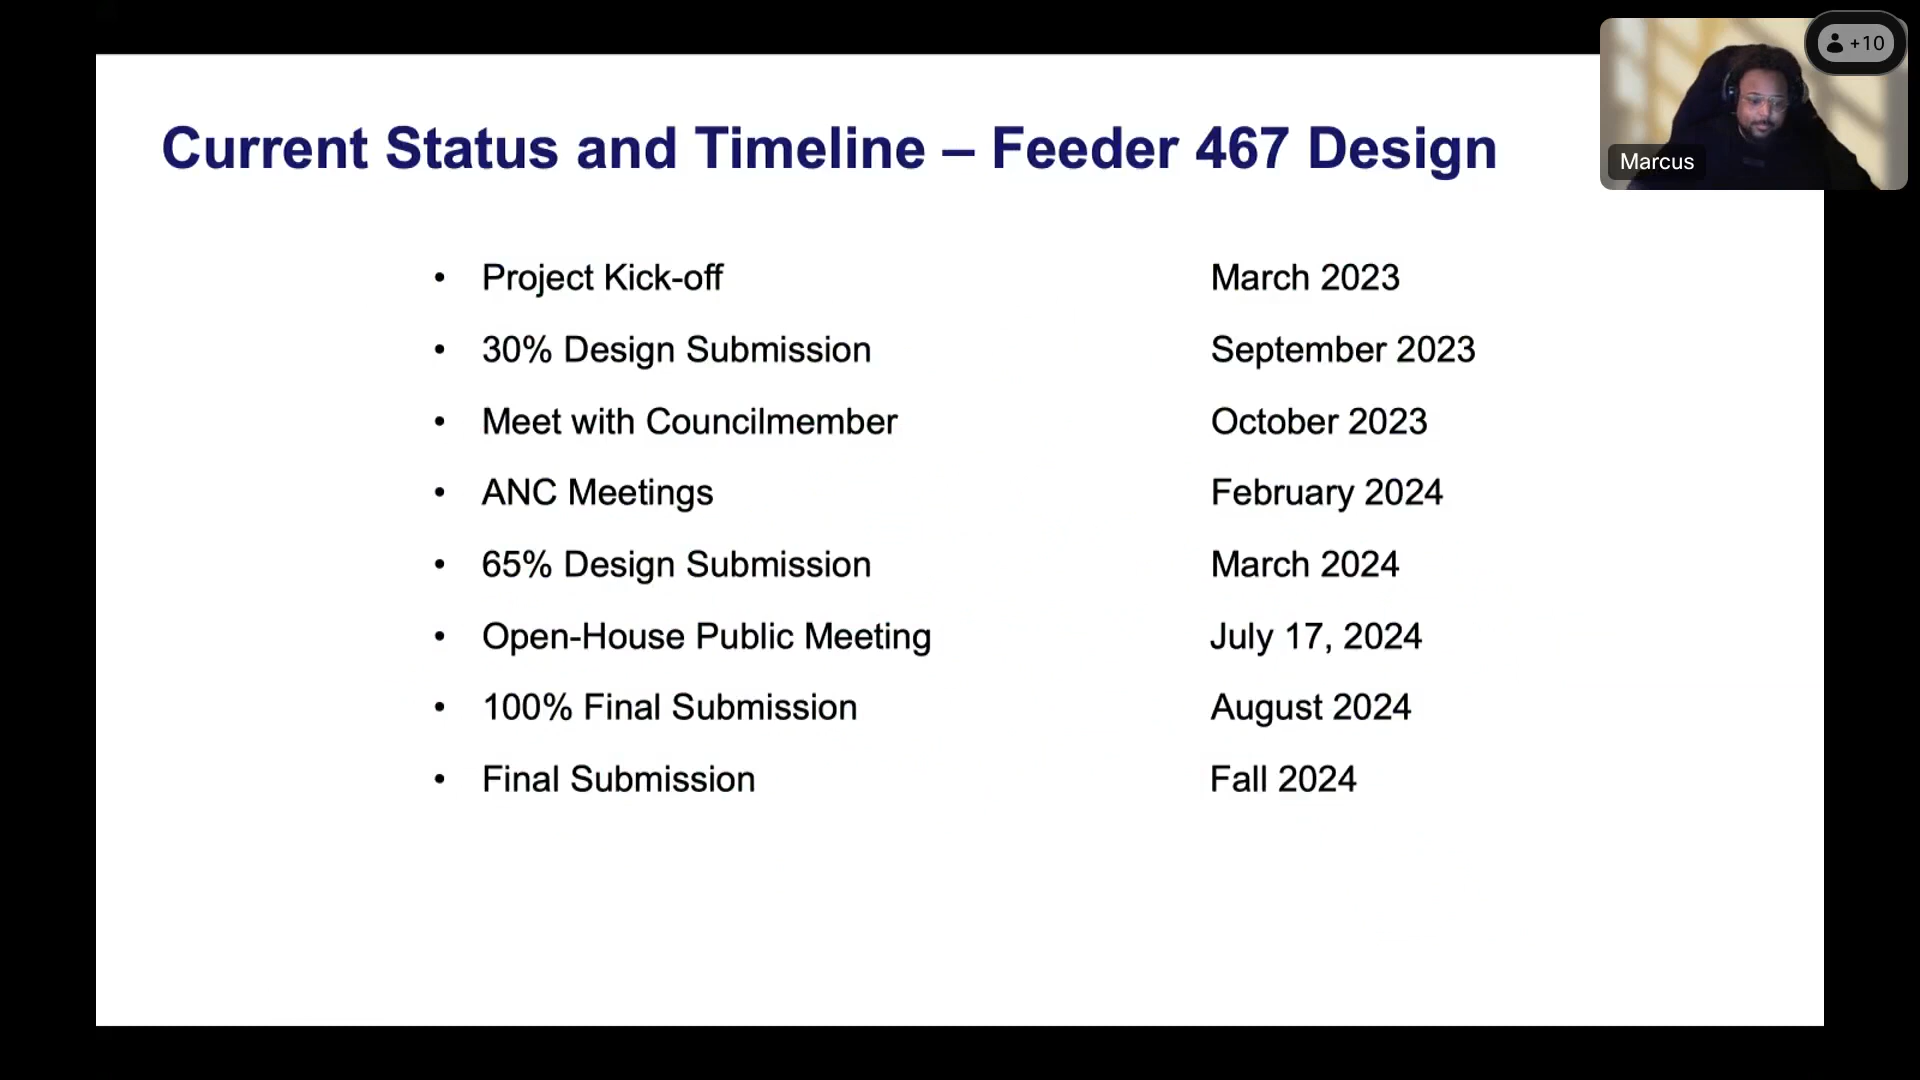 +10
Marcus
Current Status and Timeline – Feeder 467 Design
• Project Kick-off March 2023
• 30% Design Submission September 2023
• Meet with Councilmember October 2023
• ANC Meetings February 2024
• 65% Design Submission March 2024
• Open-House Public Meeting July 17, 2024
• 100% Final Submission August 2024
• Final Submission Fall 2024